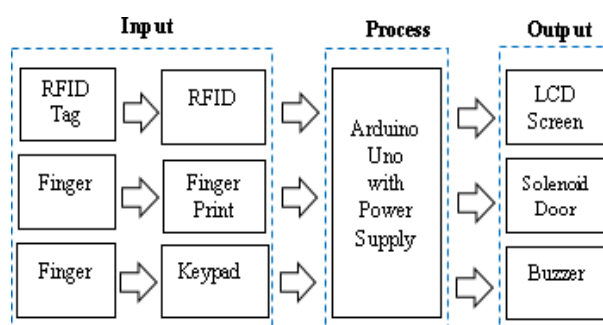 Input
Process
Output
RFID
Tag
RFID
Arduino
Uno
with
Power
Supply
LCD
Screen
Finger
Finger
Print
Solenoid
Door
Finger
Keypad
Buzzer